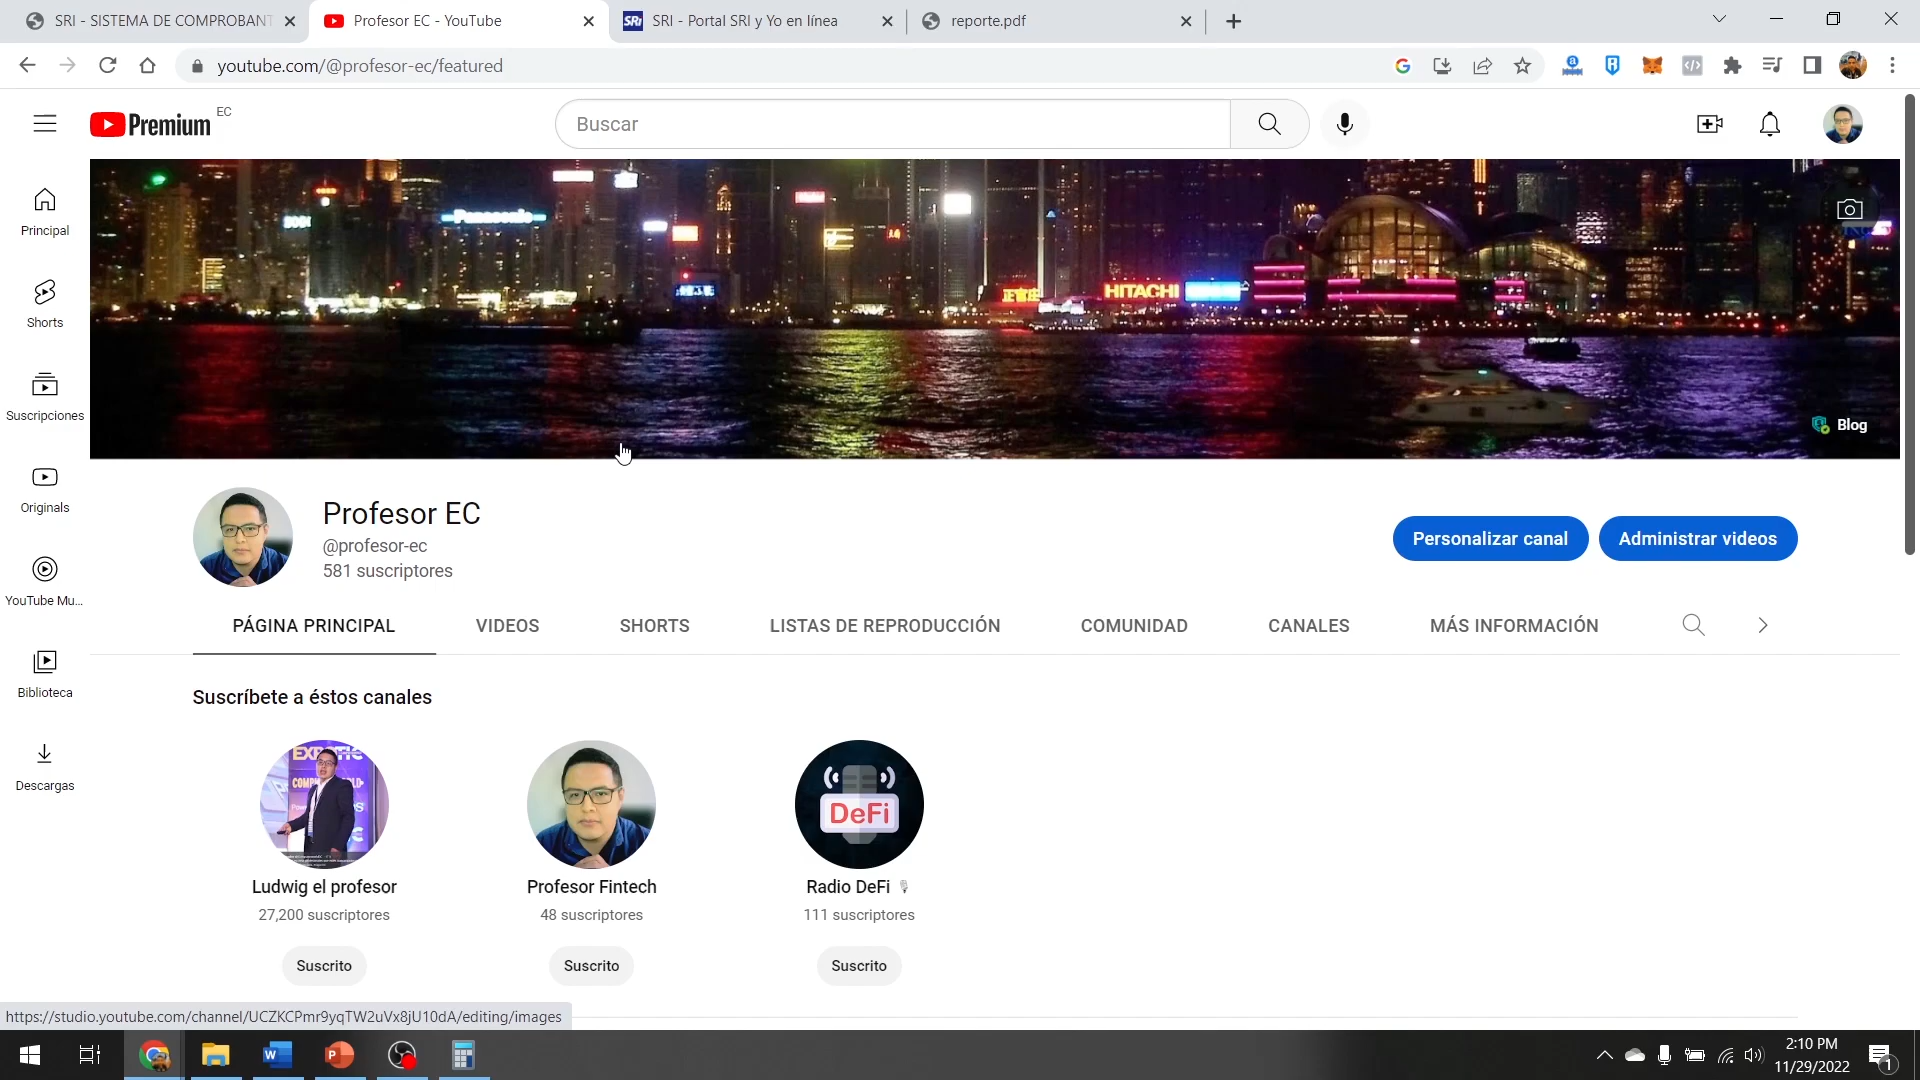 SRI - SISTEMA DE COMPROBANT
Profesor EC - YouTube
SRI - Portal SRI y Yo en línea
reporte.pdf
youtube.com/@profesor-ec/featured
Premium
EC
Buscar
Principal
Shorts
Suscripciones
Originals
YouTube Mu...
Biblioteca
Descargas
Panasonic
HITACHI
Blog
Profesor EC
@profesor-ec
581 suscriptores
Personalizar canal
Administrar videos
PÁGINA PRINCIPAL
VIDEOS
SHORTS
LISTAS DE REPRODUCCIÓN
COMUNIDAD
CANALES
MÁS INFORMACIÓN
Suscríbete a éstos canales
DeFi
Ludwig el profesor
27,200 suscriptores
Suscrito
Profesor Fintech
48 suscriptores
Suscrito
Radio DeFi
111 suscriptores
Suscrito
https://studio.youtube.com/channel/UCZKCPmr9yqTW2uVx8jU10dA/editing/images
2:10 PM
11/29/2022
1